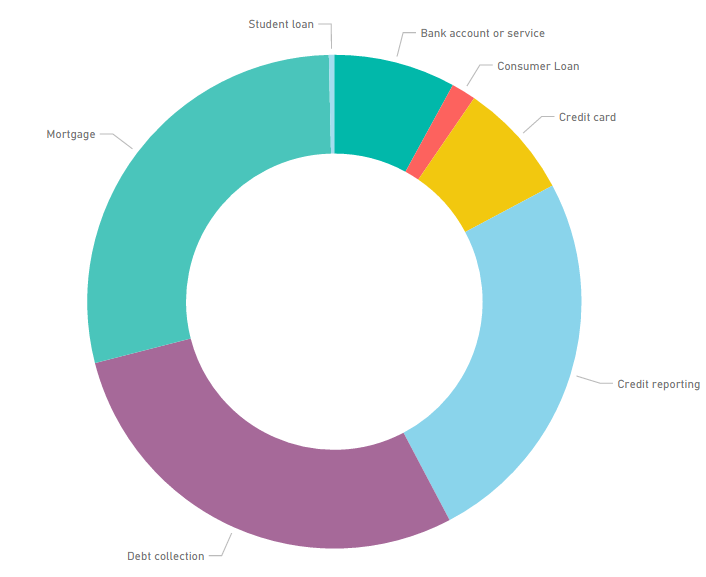 Student loan
Bank account or service
Consumer Loan
Credit card
Mortgage
Credit reporting
Debt collection